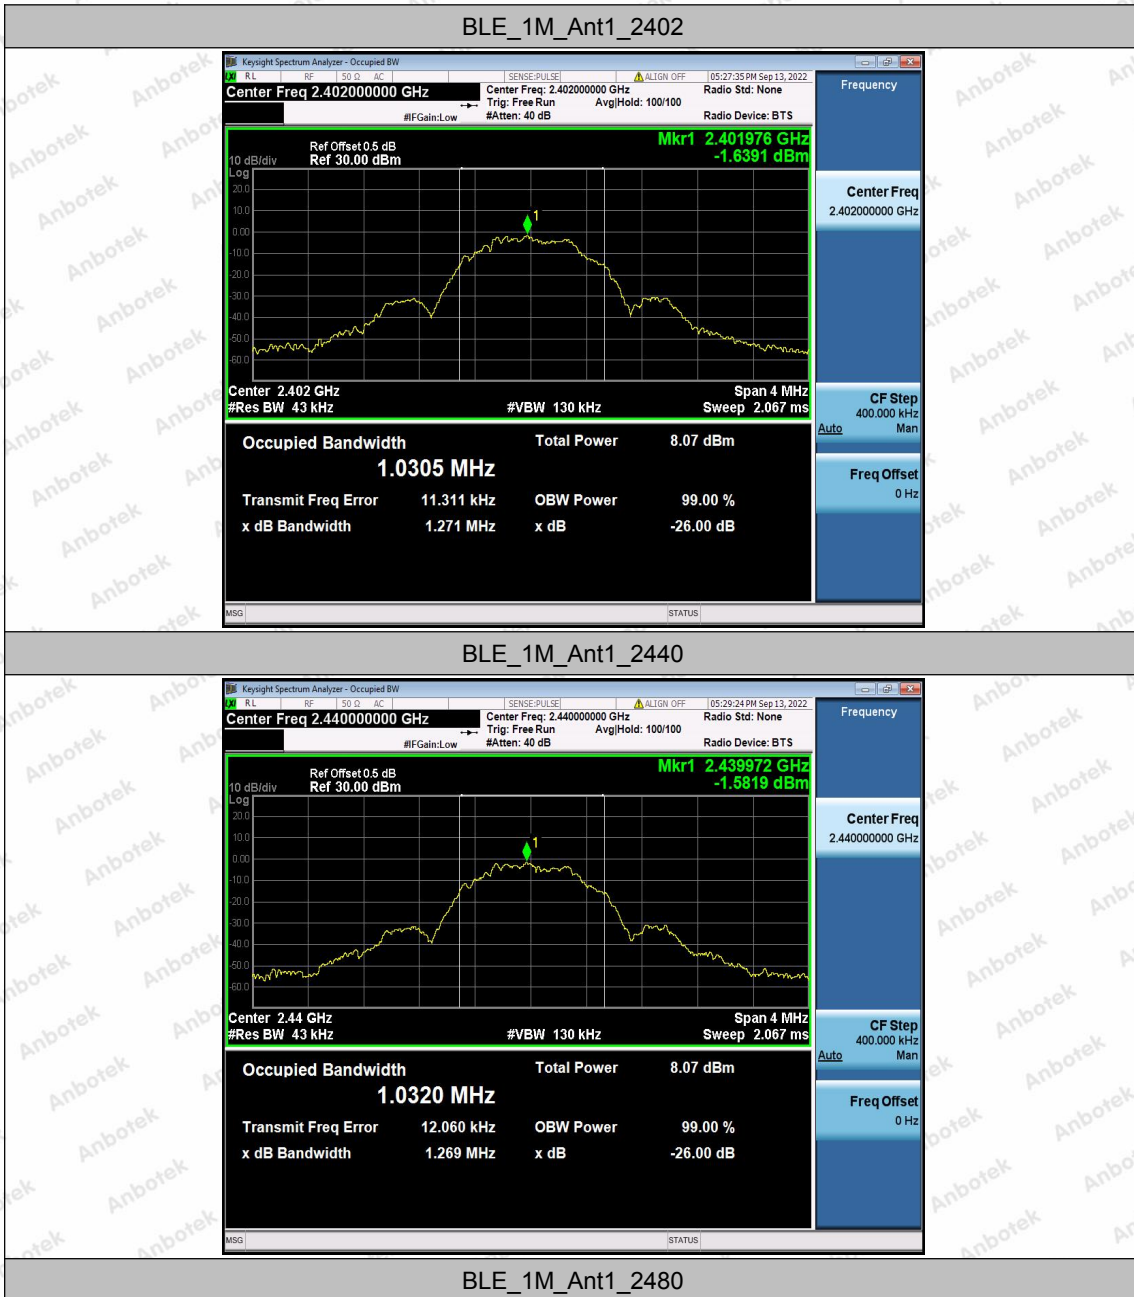 BLE_1M_Ant1_2402
Keysight Spectrum Analyzer - Occupied BW
RL RF 50 Ω AC SENSE:PULSE ALIGN OFF 05:27:35 PM Sep 13, 2022
Center Freq 2.402000000 GHz Center Freq: 2.402000000 GHz Radio Std: None
Trig: Free Run Avg|Hold: 100/100
#IFGain:Low #Atten: 40 dB Radio Device: BTS
Frequency
Mkr1 2.401976 GHz
-1.6391 dBm
Ref Offset 0.5 dB
10 dB/div Ref 30.00 dBm
Log
20.0
10.0
0.00
-10.0
-20.0
-30.0
-40.0
-50.0
-60.0
1
Center Freq
2.402000000 GHz
Center 2.402 GHz Span 4 MHz
#Res BW 43 kHz #VBW 130 kHz Sweep 2.067 ms
CF Step
400.000 kHz
Auto Man
Occupied Bandwidth Total Power 8.07 dBm
1.0305 MHz
Transmit Freq Error 11.311 kHz OBW Power 99.00 %
x dB Bandwidth 1.271 MHz x dB -26.00 dB
Freq Offset
0 Hz
MSG STATUS
BLE_1M_Ant1_2440
Keysight Spectrum Analyzer - Occupied BW
RL RF 50 Ω AC SENSE:PULSE ALIGN OFF 05:29:24 PM Sep 13, 2022
Center Freq 2.440000000 GHz Center Freq: 2.440000000 GHz Radio Std: None
Trig: Free Run Avg|Hold: 100/100
#IFGain:Low #Atten: 40 dB Radio Device: BTS
Frequency
Mkr1 2.439972 GHz
-1.5819 dBm
Ref Offset 0.5 dB
10 dB/div Ref 30.00 dBm
Log
20.0
10.0
0.00
-10.0
-20.0
-30.0
-40.0
-50.0
-60.0
1
Center Freq
2.440000000 GHz
Center 2.44 GHz Span 4 MHz
#Res BW 43 kHz #VBW 130 kHz Sweep 2.067 ms
CF Step
400.000 kHz
Auto Man
Occupied Bandwidth Total Power 8.07 dBm
1.0320 MHz
Transmit Freq Error 12.060 kHz OBW Power 99.00 %
x dB Bandwidth 1.269 MHz x dB -26.00 dB
Freq Offset
0 Hz
MSG STATUS
BLE_1M_Ant1_2480
Anbotek